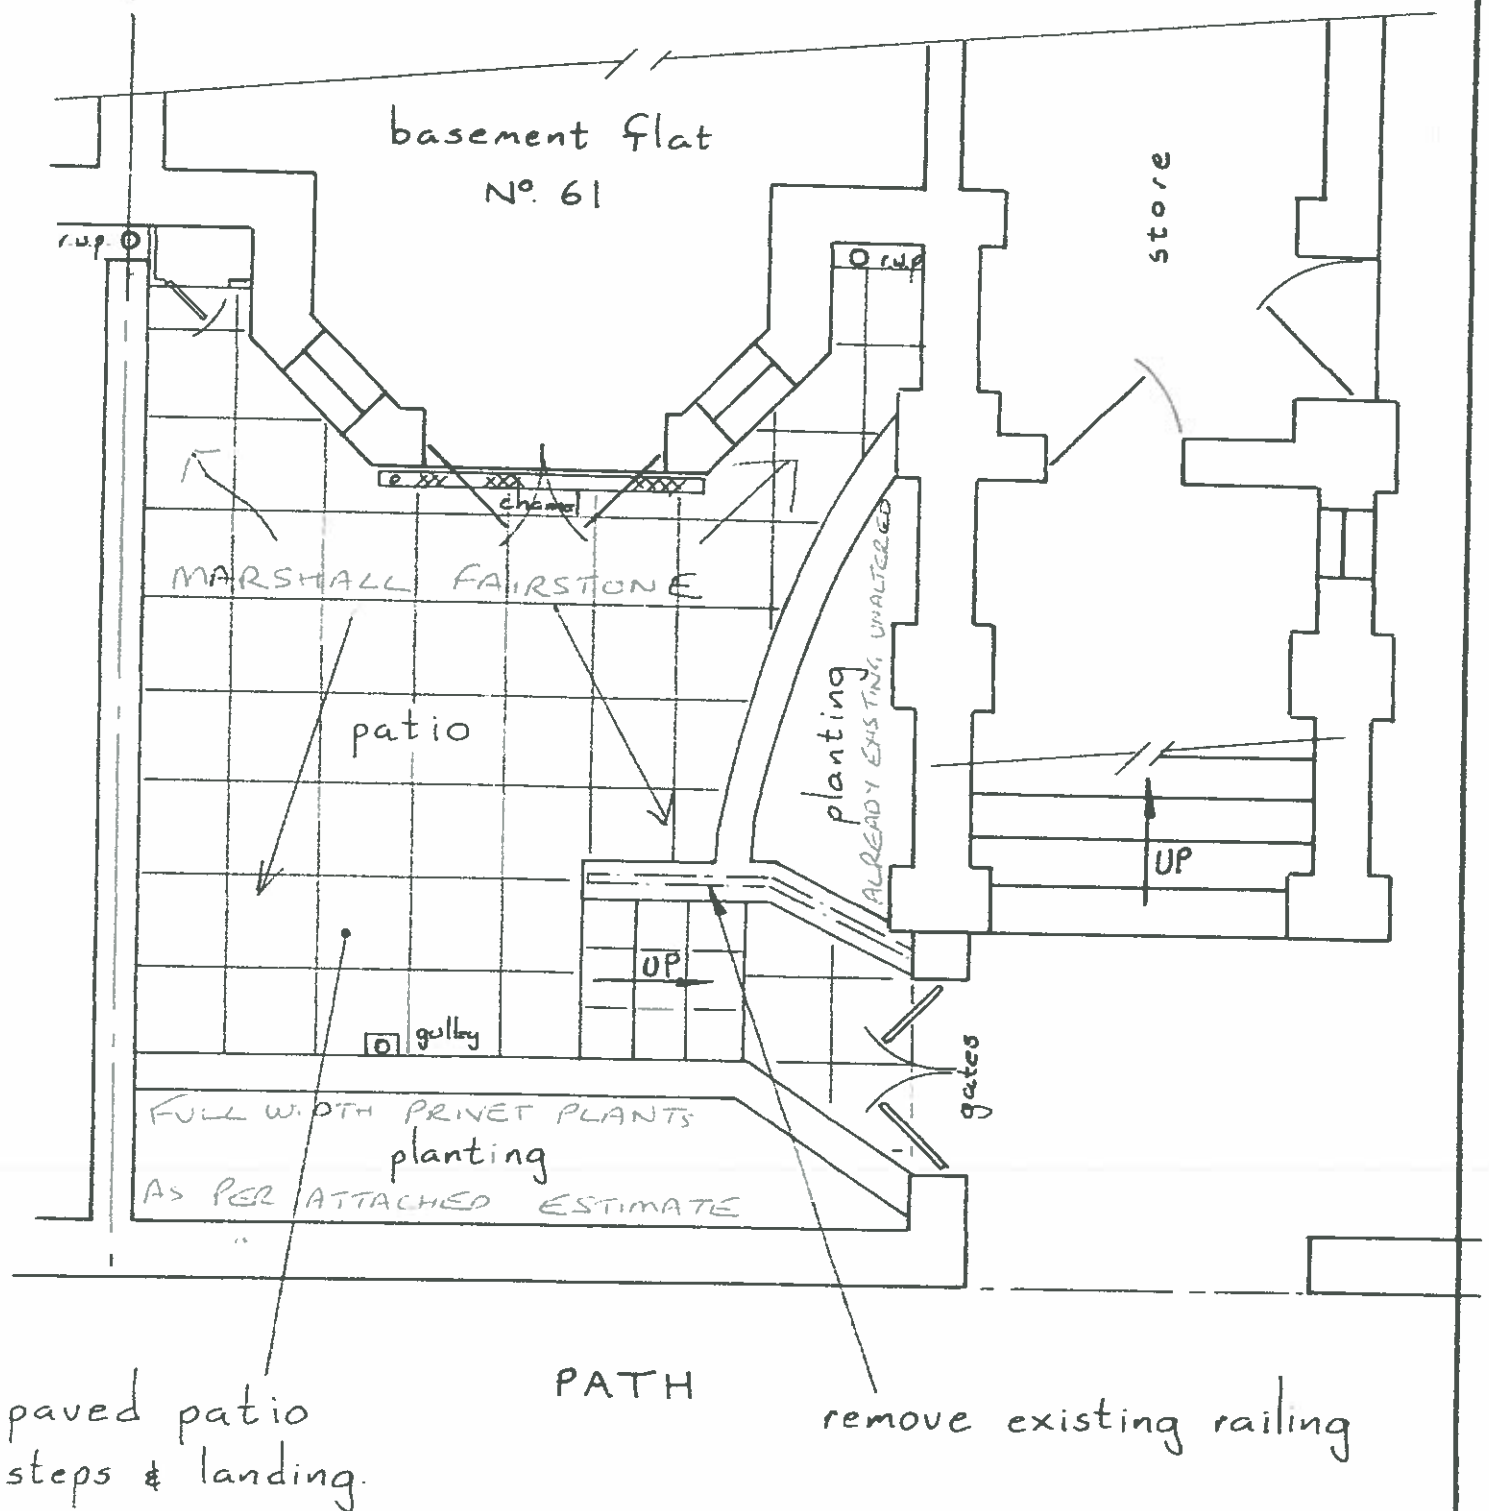 basement flat
Nº. 61
store
r.w.p.
r.w.p
channel
MARSHALL FAIRSTONE
patio
planting
ALREADY EXISTING, UNALTERED
UP
UP
gulley
gates
FULL WIDTH PRIVET PLANTS
planting
AS PER ATTACHED ESTIMATE
PATH
paved patio
steps & landing.
remove existing railing